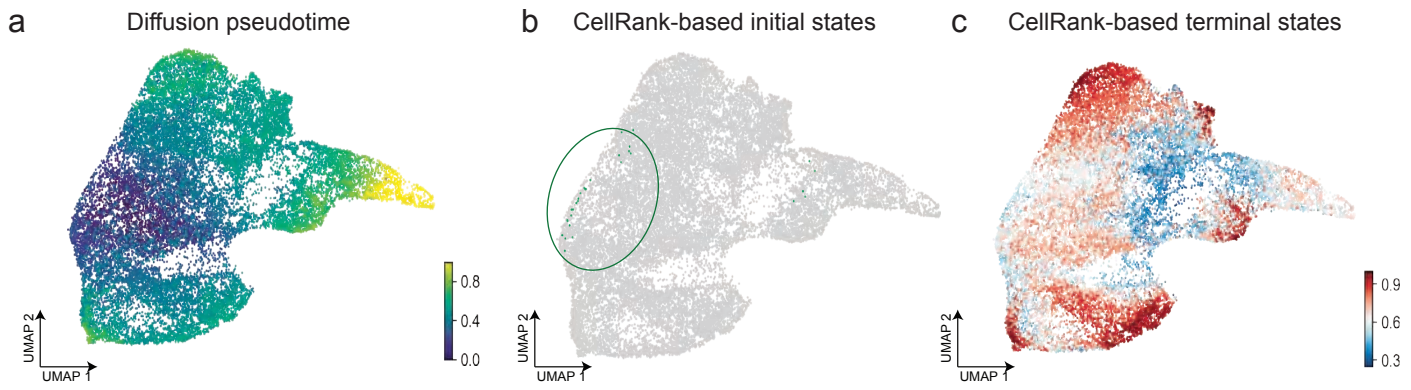 a Diffusion pseudotime
b CellRank-based initial states
c CellRank-based terminal states
0.8
0.4
0.0
UMAP 2
UMAP 1
UMAP 2
UMAP 1
0.9
0.6
0.3
UMAP 2
UMAP 1